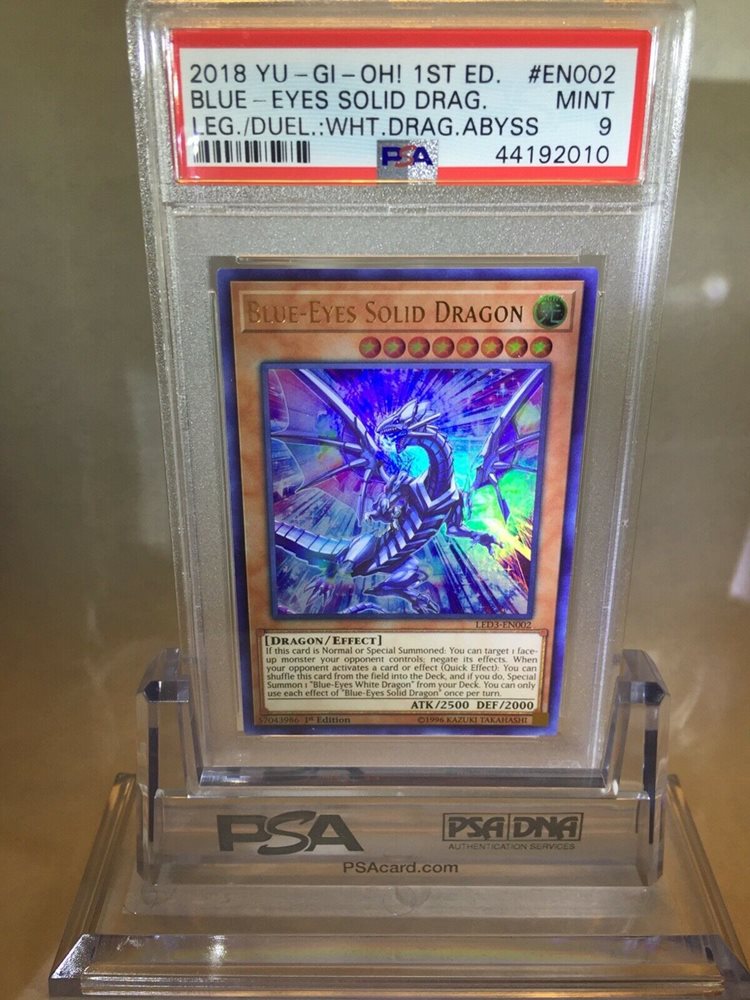 2018 YU-GI-OH! 1ST ED. #EN002
BLUE-EYES SOLID DRAG. MINT
LEG./DUEL.:WHT.DRAG.ABYSS 9
PSA 44192010
BLUE-EYES SOLID DRAGON
LED3-EN002
[DRAGON/EFFECT]
If this card is Normal or Special Summoned: You can target 1 face-
up monster your opponent controls; negate its effects. When
your opponent activates a card or effect (Quick Effect): You can
shuffle this card from the field into the Deck, and if you do, Special
Summon 1 "Blue-Eyes White Dragon" from your Deck. You can only
use each effect of "Blue-Eyes Solid Dragon" once per turn.
ATK/2500 DEF/2000
57043986 1st Edition ©1996 KAZUKI TAKAHASHI
PSA PSA DNA
AUTHENTICATION SERVICES
PSAcard.com